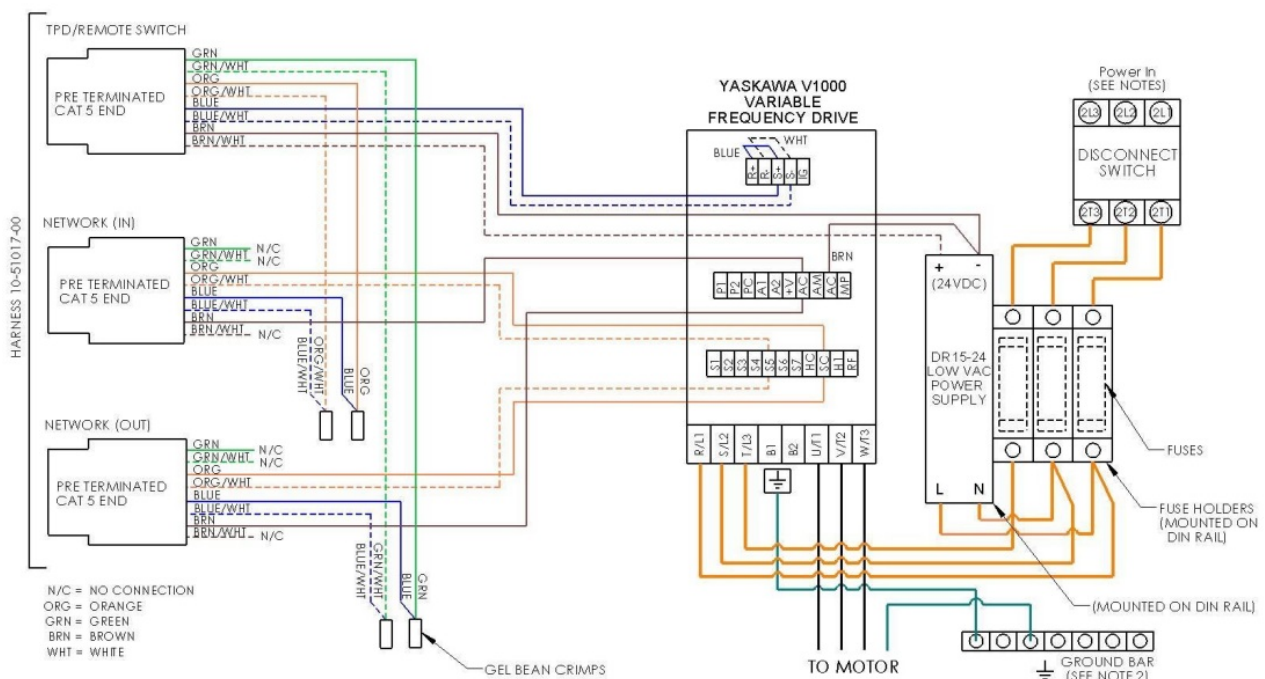 HARNESS 10-51017-00
TPD/REMOTE SWITCH
PRE TERMINATED
CAT 5 END
GRN
GRN/WHT
ORG
ORG/WHT
BLUE
BLUE/WHT
BRN
BRN/WHT
NETWORK (IN)
PRE TERMINATED
CAT 5 END
GRN
N/C
GRN/WHT
N/C
ORG
ORG/WHT
BLUE
BLUE/WHT
BRN
BRN/WHT
N/C
BLUE/WHT
ORG/WHT
BLUE
ORG
NETWORK (OUT)
PRE TERMINATED
CAT 5 END
GRN
N/C
GRN/WHT
N/C
ORG
ORG/WHT
BLUE
BLUE/WHT
BRN
BRN/WHT
N/C
BLUE/WHT
GRN/WHT
BLUE
GRN
GEL BEAN CRIMPS
N/C = NO CONNECTION
ORG = ORANGE
GRN = GREEN
BRN = BROWN
WHT = WHITE
YASKAWA V1000
VARIABLE
FREQUENCY DRIVE
BLUE
WHT
R+
R-
S+
S-
IG
BRN
P1
P2
PC
A1
A2
+V
AC
AM
AC
MP
S1
S2
S3
S4
S5
S6
S7
HC
SC
H1
RF
R/L1
S/L2
T/L3
B1
B2
U/T1
V/T2
W/T3
TO MOTOR
Power In
(SEE NOTES)
2L3
2L2
2L1
DISCONNECT
SWITCH
2T3
2T2
2T1
+
-
(24VDC)
DR15-24
LOW VAC
POWER
SUPPLY
L
N
FUSES
FUSE HOLDERS
(MOUNTED ON
DIN RAIL)
(MOUNTED ON DIN RAIL)
GROUND BAR
(SEE NOTE 2)